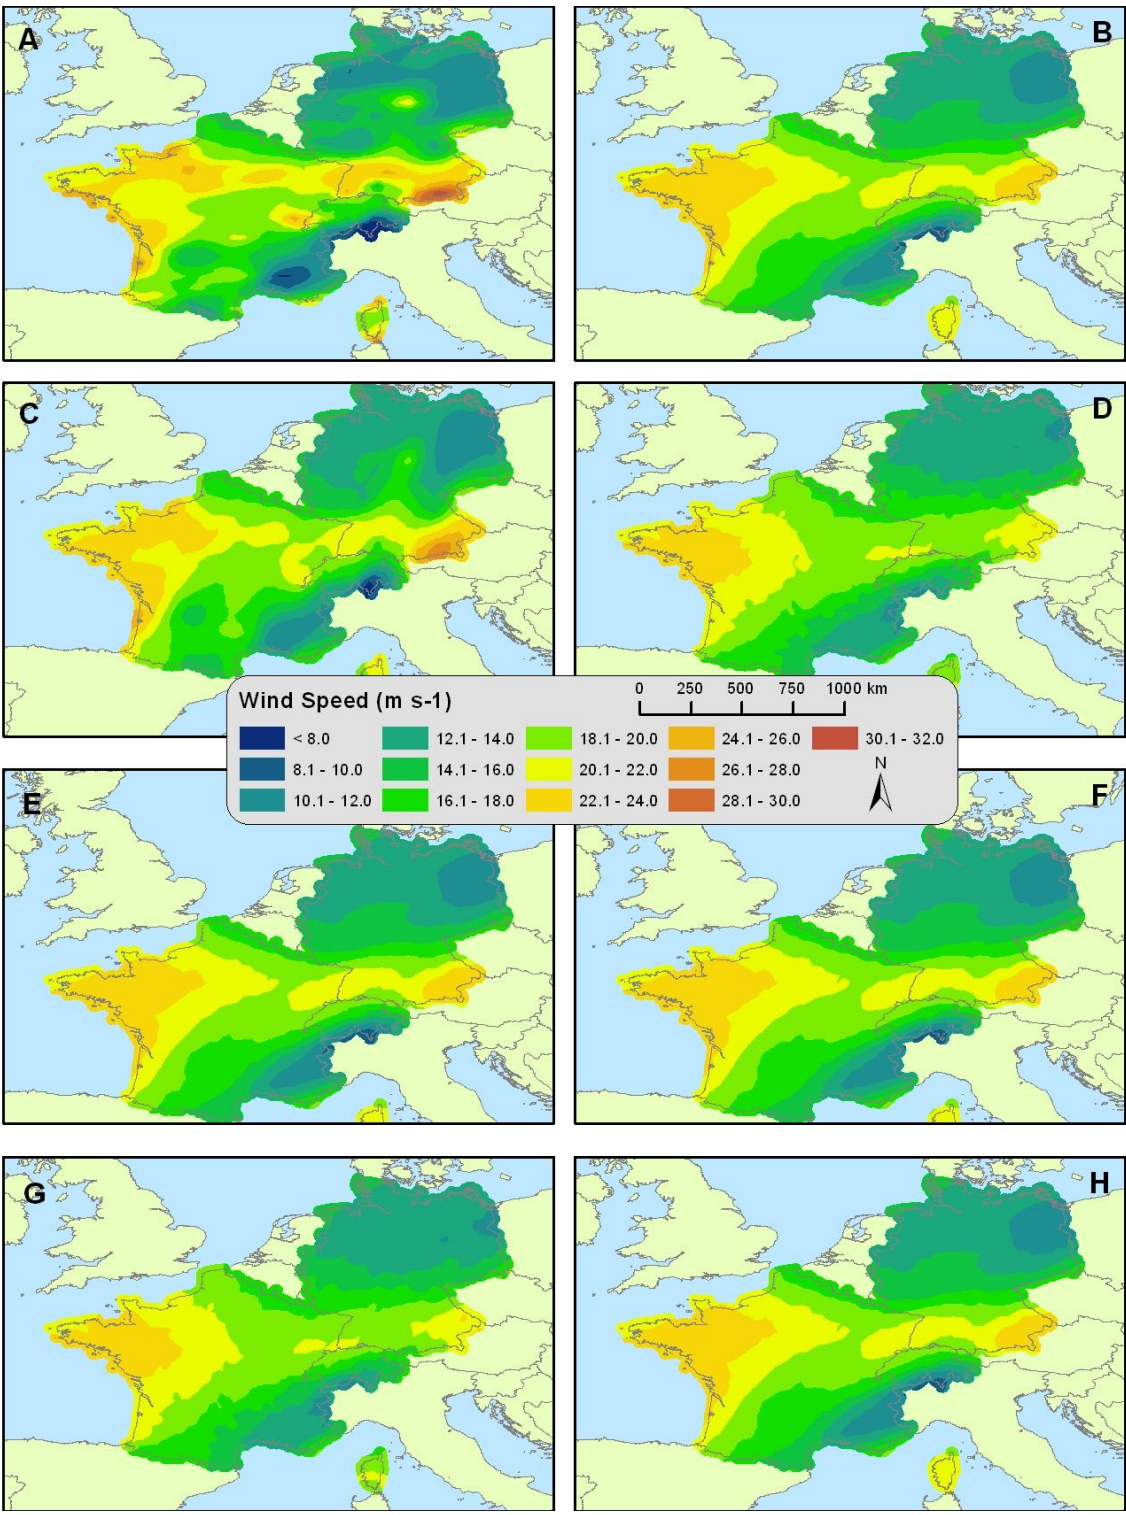 A
B
C
D
Wind Speed (m s-1)
0 250 500 750 1000 km
< 8.0
12.1 - 14.0
18.1 - 20.0
24.1 - 26.0
30.1 - 32.0
8.1 - 10.0
14.1 - 16.0
20.1 - 22.0
26.1 - 28.0
N
10.1 - 12.0
16.1 - 18.0
22.1 - 24.0
28.1 - 30.0
E
F
G
H